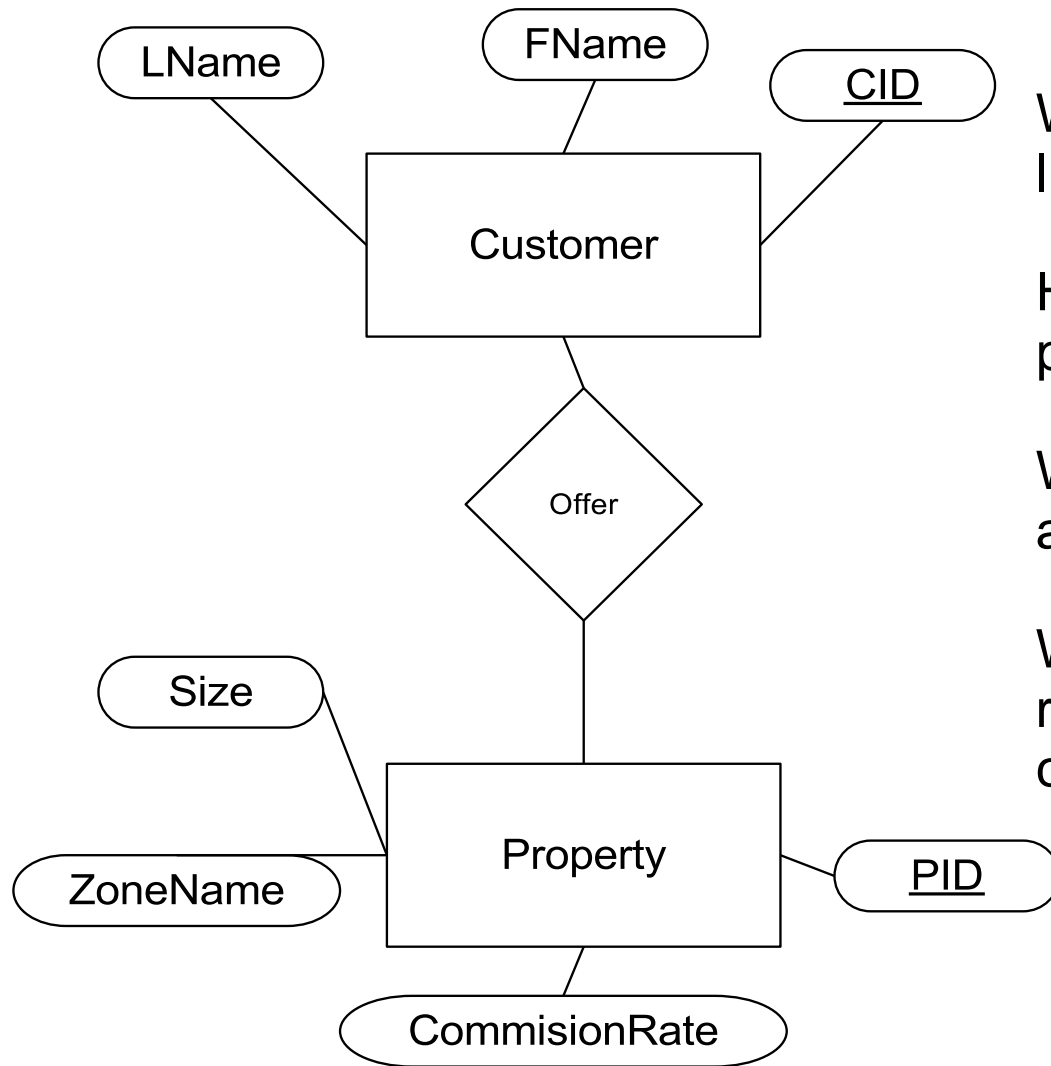 LName
FName
CID
Customer
Offer
Size
Property
ZoneName
PID
CommisionRate